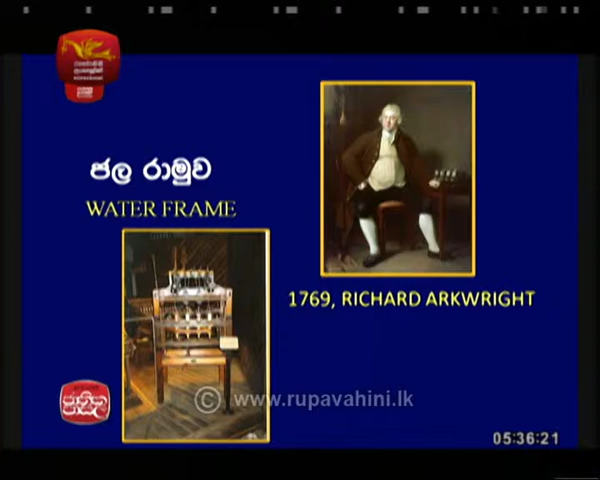 ජල රාමුව
WATER FRAME
1769, RICHARD ARKWRIGHT
© www.rupavahini.lk
05:36:21